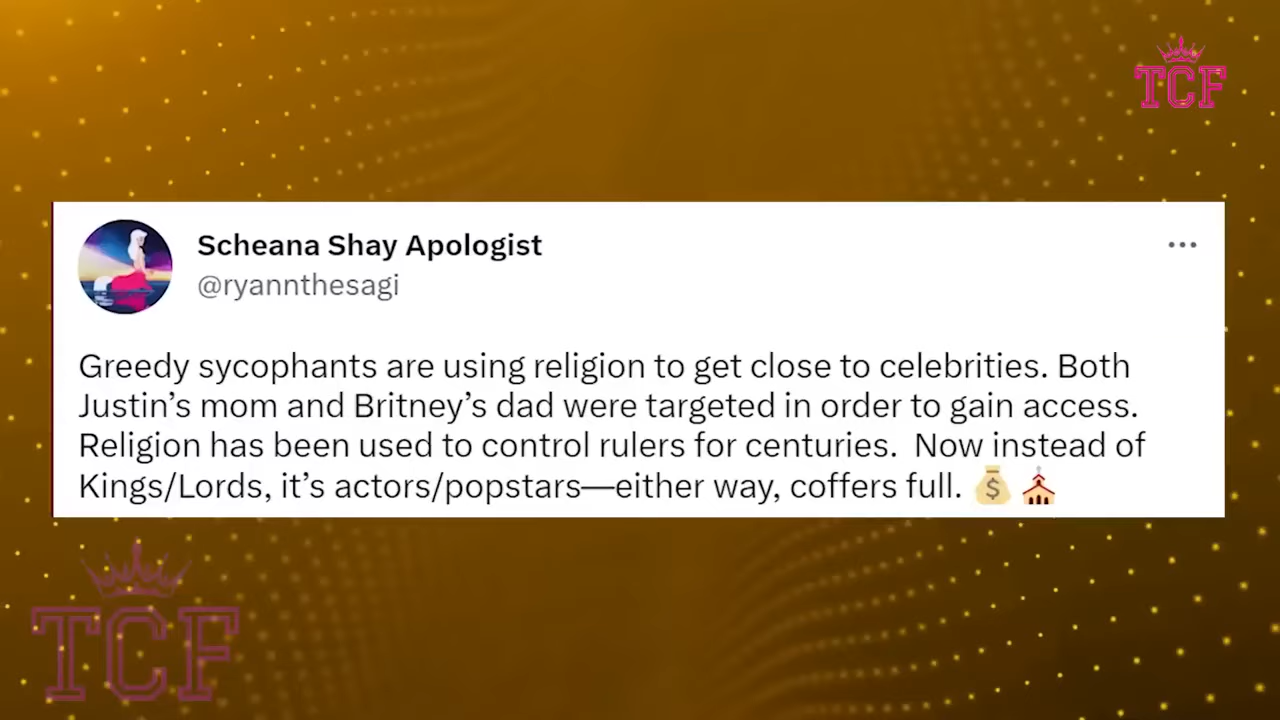 TCF
Scheana Shay Apologist
@ryannthesagi
Greedy sycophants are using religion to get close to celebrities. Both
Justin’s mom and Britney’s dad were targeted in order to gain access.
Religion has been used to control rulers for centuries.  Now instead of
Kings/Lords, it’s actors/popstars—either way, coffers full. 💰⛪
TCF